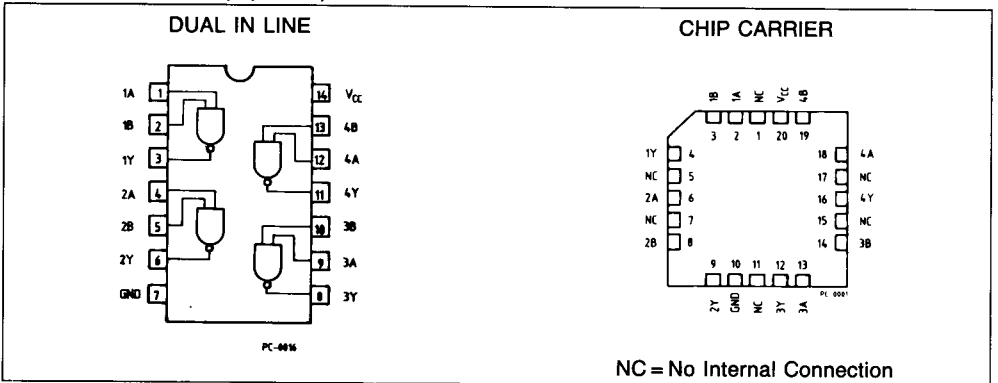 DUAL IN LINE
1A 1
1B 2
1Y 3
2A 4
2B 5
2Y 6
GND 7
14 VCC
13 4B
12 4A
11 4Y
10 3B
9 3A
8 3Y
PC-0016
CHIP CARRIER
1B 1A NC VCC 4B
3 2 1 20 19
1Y 4
NC 5
2A 6
NC 7
2B 8
18 4A
17 NC
16 4Y
15 NC
14 3B
9 10 11 12 13
2Y GND NC 3Y 3A
PC 0001
NC = No Internal Connection